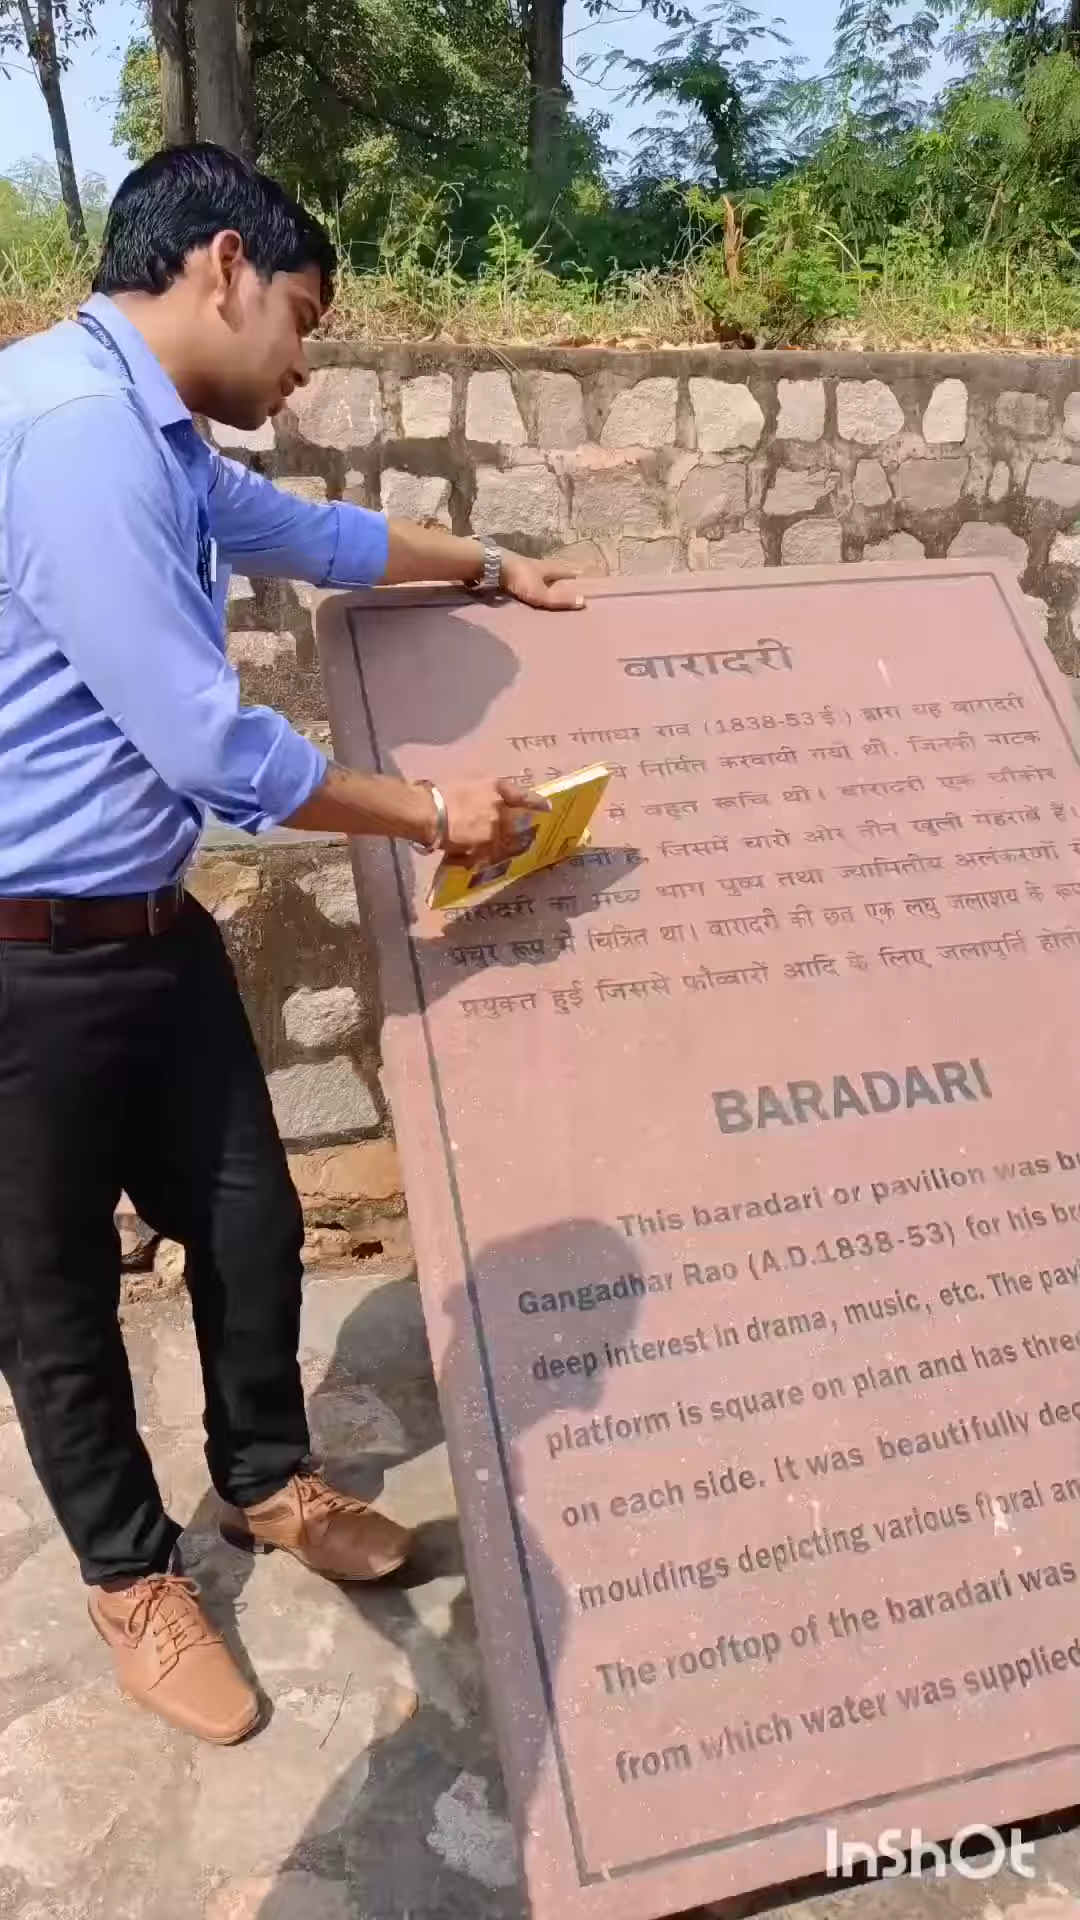 बारादरी
राजा गंगाधर राव (1838-53 ई.) द्वारा यह बारादरी
निर्मित करवायी गयी थी, जिनकी नाटक
में बहुत रूचि थी। बारादरी एक चौकोर
बना है, जिसमें चारो ओर तीन खुली महराबें हैं।
बारादरी का मध्य भाग पुष्प तथा ज्यामितीय अलंकरणों से
प्रचुर रूप में चित्रित था। बारादरी की छत एक लघु जलाशय के रूप
प्रयुक्त हुई जिससे फोव्वारों आदि के लिए जलापूर्ति होती
BARADARI
This baradari or pavilion was
Gangadhar Rao (A.D.1838-53) for his
deep interest in drama, music, etc. The
platform is square on plan and has
on each side. It was beautifully
mouldings depicting various floral
The rooftop of the baradari was
from which water was supplied
InShOt